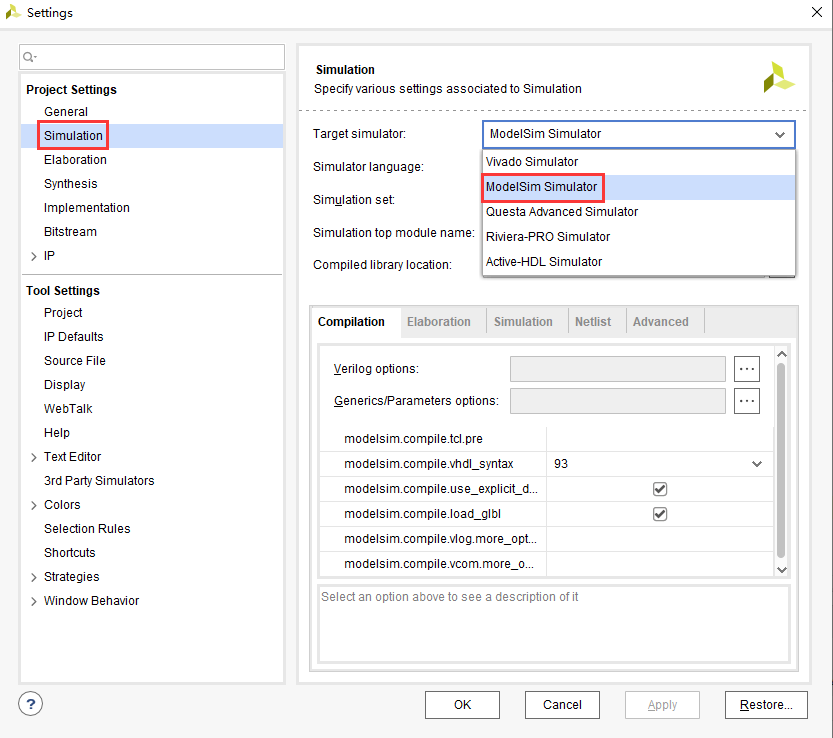 Settings
Project Settings
General
Simulation
Elaboration
Synthesis
Implementation
Bitstream
IP
Tool Settings
Project
IP Defaults
Source File
Display
WebTalk
Help
Text Editor
3rd Party Simulators
Colors
Selection Rules
Shortcuts
Strategies
Window Behavior
Simulation
Specify various settings associated to Simulation
Target simulator: ModelSim Simulator
Vivado Simulator
Simulator language:
ModelSim Simulator
Simulation set:
Questa Advanced Simulator
Simulation top module name: Riviera-PRO Simulator
Compiled library location: Active-HDL Simulator
Compilation Elaboration Simulation Netlist Advanced
Verilog options: ...
Generics/Parameters options: ...
modelsim.compile.tcl.pre
modelsim.compile.vhdl_syntax 93
modelsim.compile.use_explicit_d...
modelsim.compile.load_glbl
modelsim.compile.vlog.more_opt...
modelsim.compile.vcom.more_o...
Select an option above to see a description of it
? OK Cancel Apply Restore...